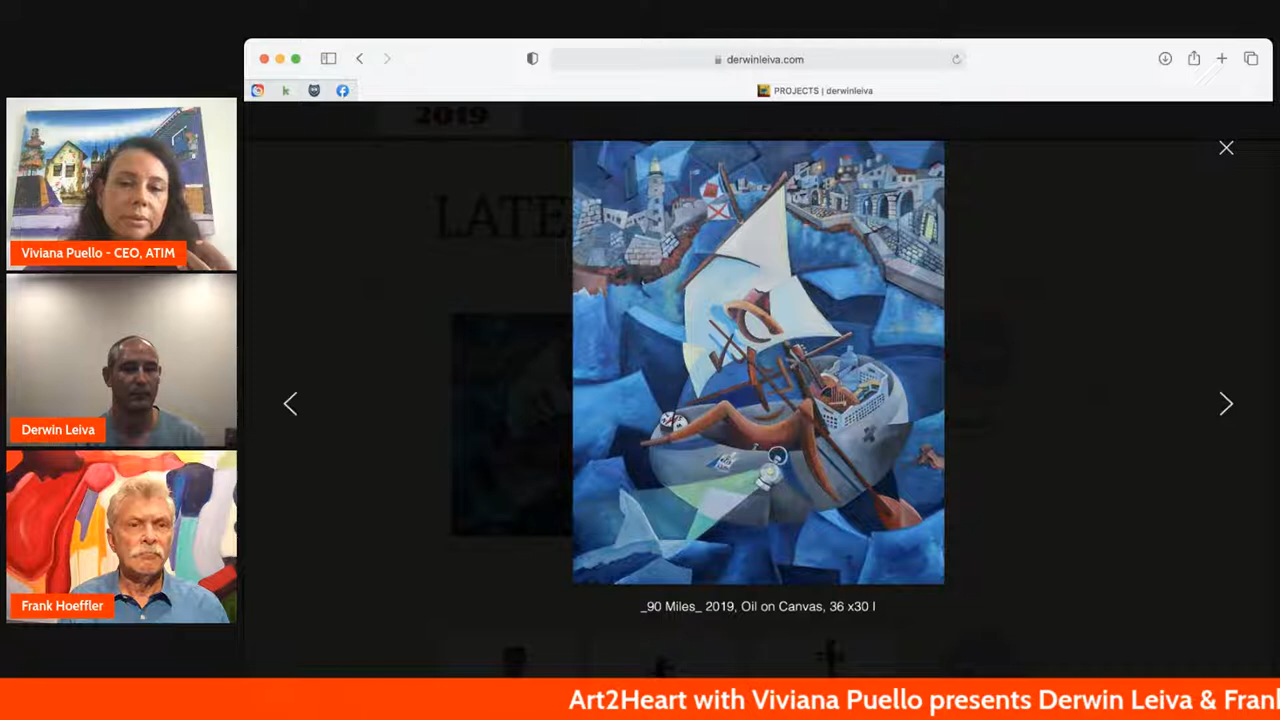 derwinleiva.com
k
PROJECTS | derwinleiva
2019
LATE
Viviana Puello - CEO, ATIM
Derwin Leiva
Frank Hoeffler
_90 Miles_ 2019, Oil on Canvas, 36 x30 I
Art2Heart with Viviana Puello presents Derwin Leiva & Fran